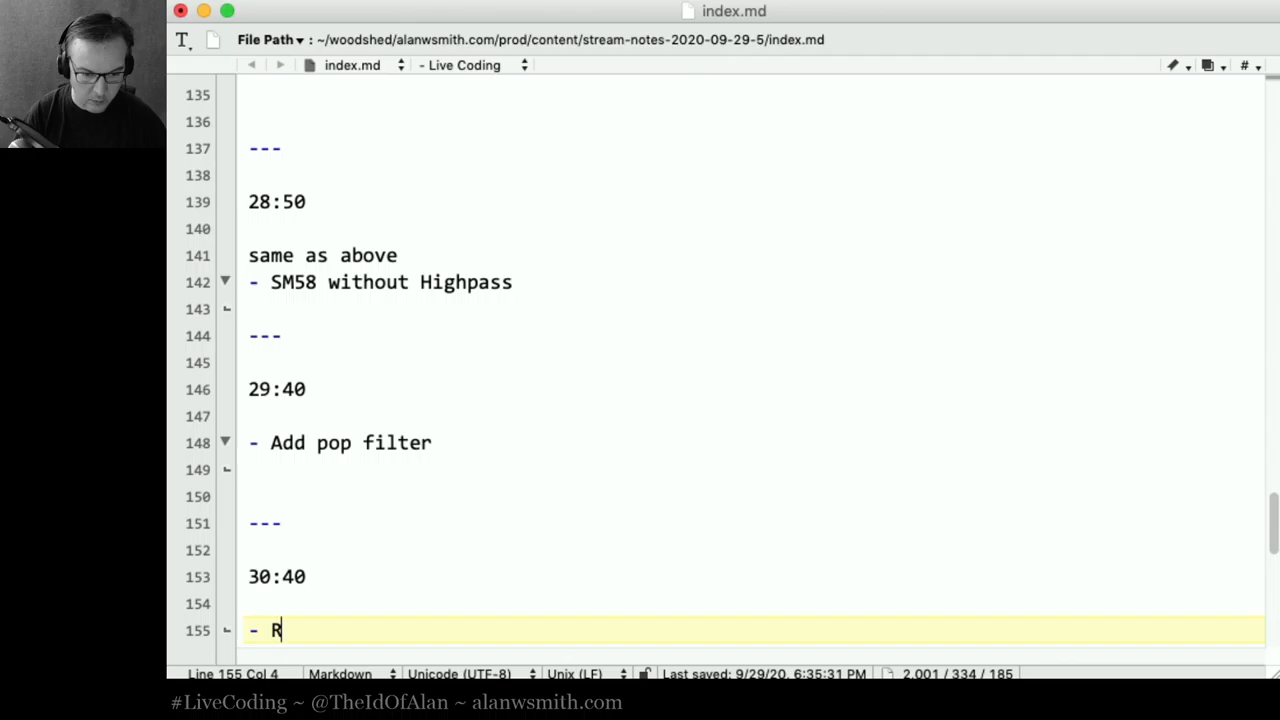 index.md
File Path ▾ : ~/woodshed/alanwsmith.com/prod/content/stream-notes-2020-09-29-5/index.md
index.md - Live Coding #
135
136
137 ---
138
139 28:50
140
141 same as above
142 - SM58 without Highpass
143
144 ---
145
146 29:40
147
148 - Add pop filter
149
150
151 ---
152
153 30:40
154
155 - R
Line 155 Col 4 Markdown Unicode (UTF-8) Unix (LF) Last saved: 9/29/20, 6:35:31 PM 2,001 / 334 / 185
#LiveCoding ~ @TheIdOfAlan ~ alanwsmith.com